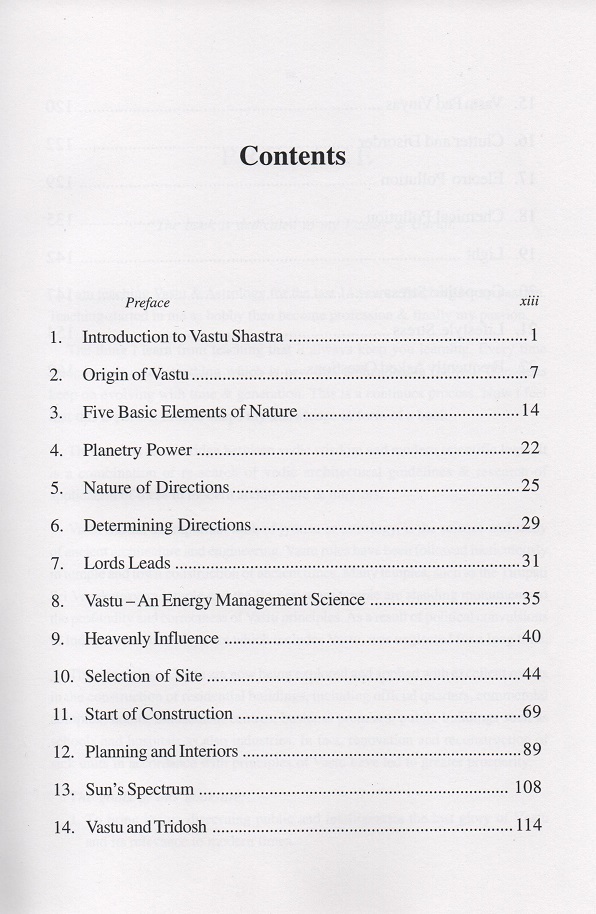 Contents
Preface xiii
1. Introduction to Vastu Shastra ........................................................ 1
2. Origin of Vastu ........................................................ 7
3. Five Basic Elements of Nature ........................................................ 14
4. Planetry Power ........................................................ 22
5. Nature of Directions ........................................................ 25
6. Determining Directions ........................................................ 29
7. Lords Leads ........................................................ 31
8. Vastu – An Energy Management Science ........................................................ 35
9. Heavenly Influence ........................................................ 40
10. Selection of Site ........................................................ 44
11. Start of Construction ........................................................ 69
12. Planning and Interiors ........................................................ 89
13. Sun's Spectrum ........................................................ 108
14. Vastu and Tridosh ........................................................ 114